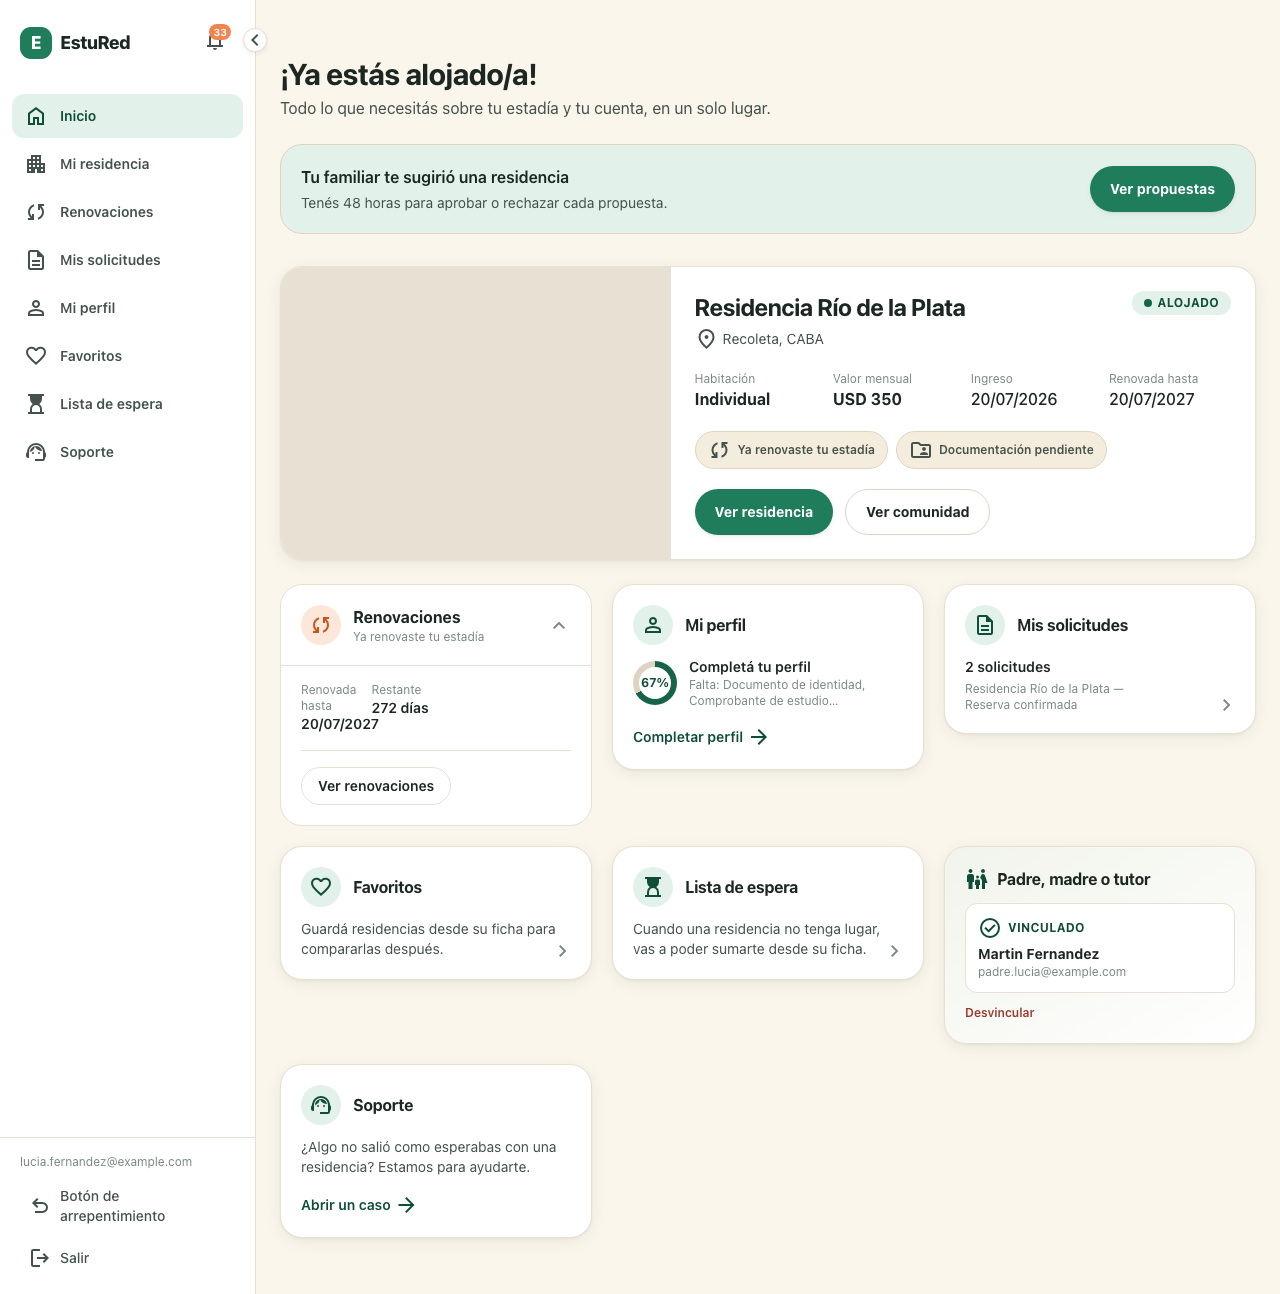 E EstuRed
33
Inicio
Mi residencia
Renovaciones
Mis solicitudes
Mi perfil
Favoritos
Lista de espera
Soporte
lucia.fernandez@example.com
Botón de
arrepentimiento
Salir
¡Ya estás alojado/a!
Todo lo que necesitás sobre tu estadía y tu cuenta, en un solo lugar.
Tu familiar te sugirió una residencia
Tenés 48 horas para aprobar o rechazar cada propuesta.
Ver propuestas
Residencia Río de la Plata
ALOJADO
Recoleta, CABA
Habitación
Individual
Valor mensual
USD 350
Ingreso
20/07/2026
Renovada hasta
20/07/2027
Ya renovaste tu estadía
Documentación pendiente
Ver residencia
Ver comunidad
Renovaciones
Ya renovaste tu estadía
Renovada
hasta
20/07/2027
Restante
272 días
Ver renovaciones
Mi perfil
67%
Completá tu perfil
Falta: Documento de identidad,
Comprobante de estudio...
Completar perfil
Mis solicitudes
2 solicitudes
Residencia Río de la Plata —
Reserva confirmada
Favoritos
Guardá residencias desde su ficha para
compararlas después.
Lista de espera
Cuando una residencia no tenga lugar,
vas a poder sumarte desde su ficha.
Padre, madre o tutor
VINCULADO
Martin Fernandez
padre.lucia@example.com
Desvincular
Soporte
¿Algo no salió como esperabas con una
residencia? Estamos para ayudarte.
Abrir un caso